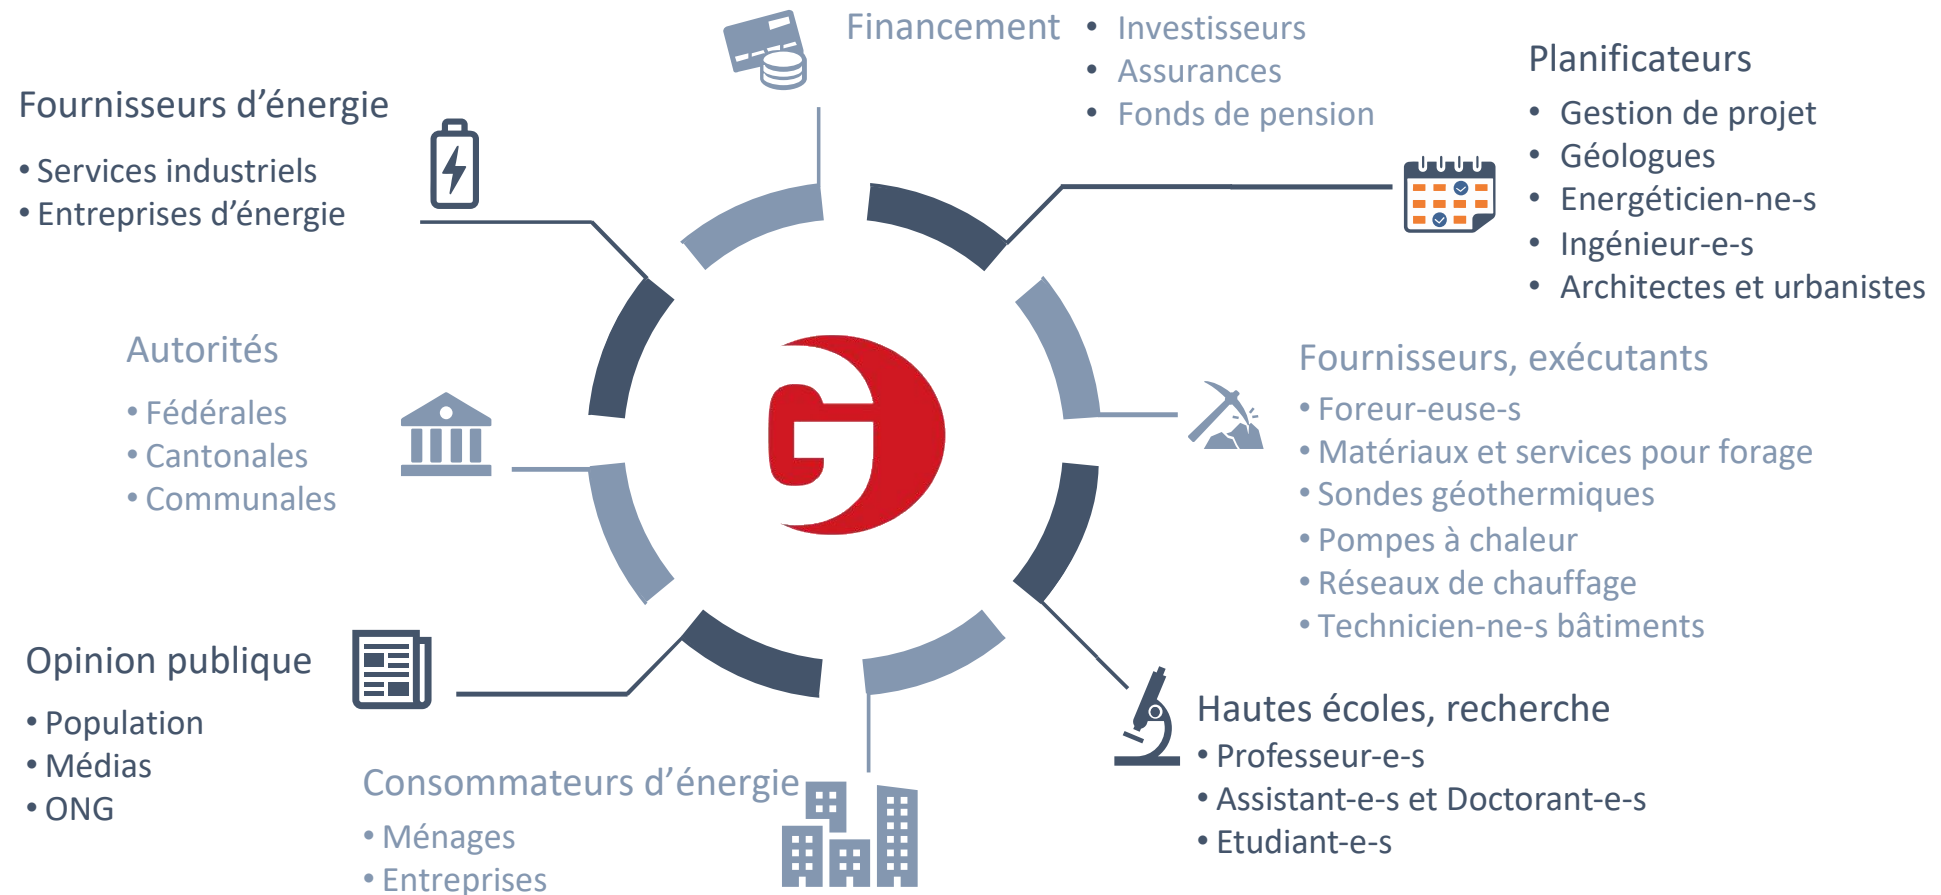 Financement
• Investisseurs
• Assurances
• Fonds de pension
Planificateurs
• Gestion de projet
• Géologues
• Energéticien-ne-s
• Ingénieur-e-s
• Architectes et urbanistes
Fournisseurs d’énergie
• Services industriels
• Entreprises d’énergie
Autorités
• Fédérales
• Cantonales
• Communales
G
Fournisseurs, exécutants
• Foreur-euse-s
• Matériaux et services pour forage
• Sondes géothermiques
• Pompes à chaleur
• Réseaux de chauffage
• Technicien-ne-s bâtiments
Opinion publique
• Population
• Médias
• ONG
Hautes écoles, recherche
• Professeur-e-s
• Assistant-e-s et Doctorant-e-s
• Etudiant-e-s
Consommateurs d’énergie
• Ménages
• Entreprises